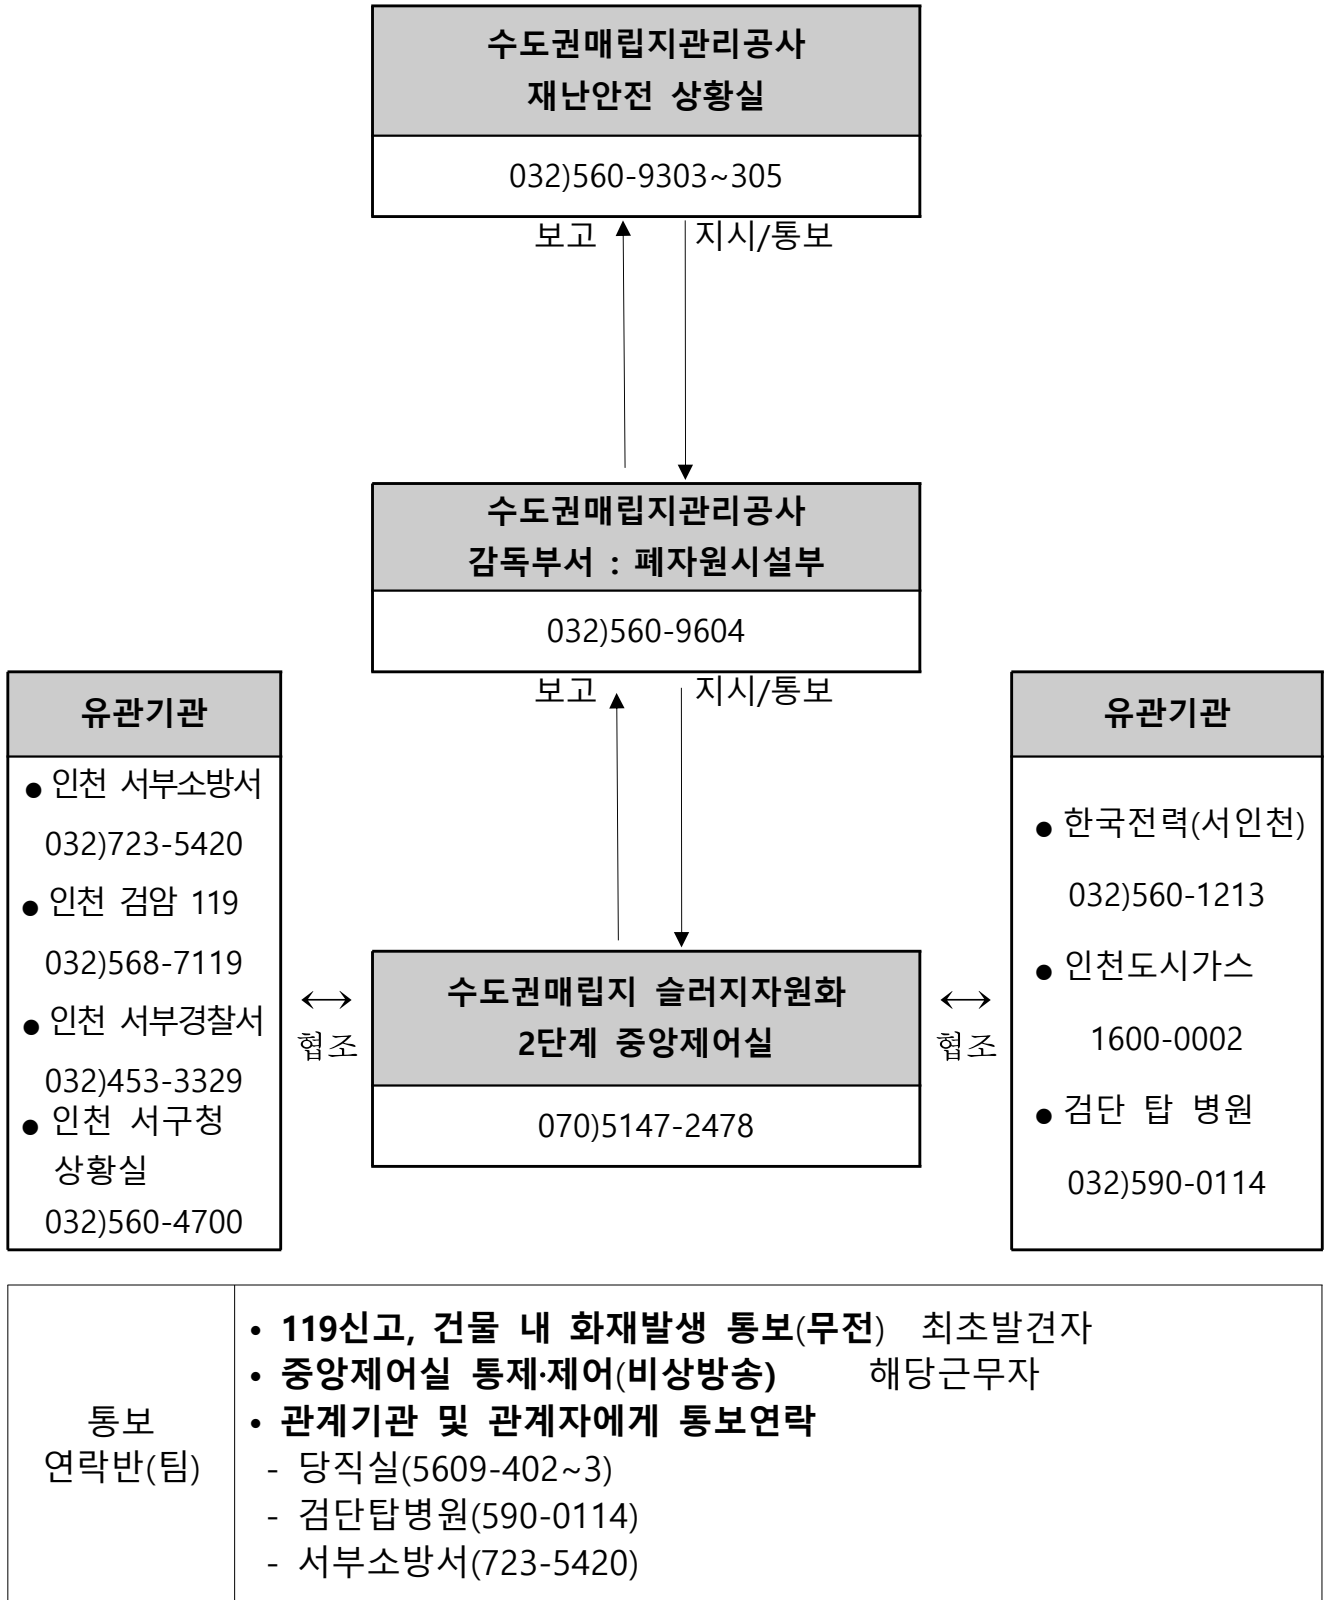 수도권매립지관리공사
재난안전 상황실
032)560-9303~305
보고
지시/통보
수도권매립지관리공사
감독부서 : 폐자원시설부
032)560-9604
보고
지시/통보
유관기관
● 인천 서부소방서
032)723-5420
● 인천 검암 119
032)568-7119
● 인천 서부경찰서
032)453-3329
● 인천 서구청
상황실
032)560-4700
↔
협조
수도권매립지 슬러지자원화
2단계 중앙제어실
070)5147-2478
↔
협조
유관기관
● 한국전력(서인천)
032)560-1213
● 인천도시가스
1600-0002
● 검단 탑 병원
032)590-0114
통보
연락반(팀)
• 119신고, 건물 내 화재발생 통보(무전) 최초발견자
• 중앙제어실 통제·제어(비상방송) 해당근무자
• 관계기관 및 관계자에게 통보연락
- 당직실(5609-402~3)
- 검단탑병원(590-0114)
- 서부소방서(723-5420)